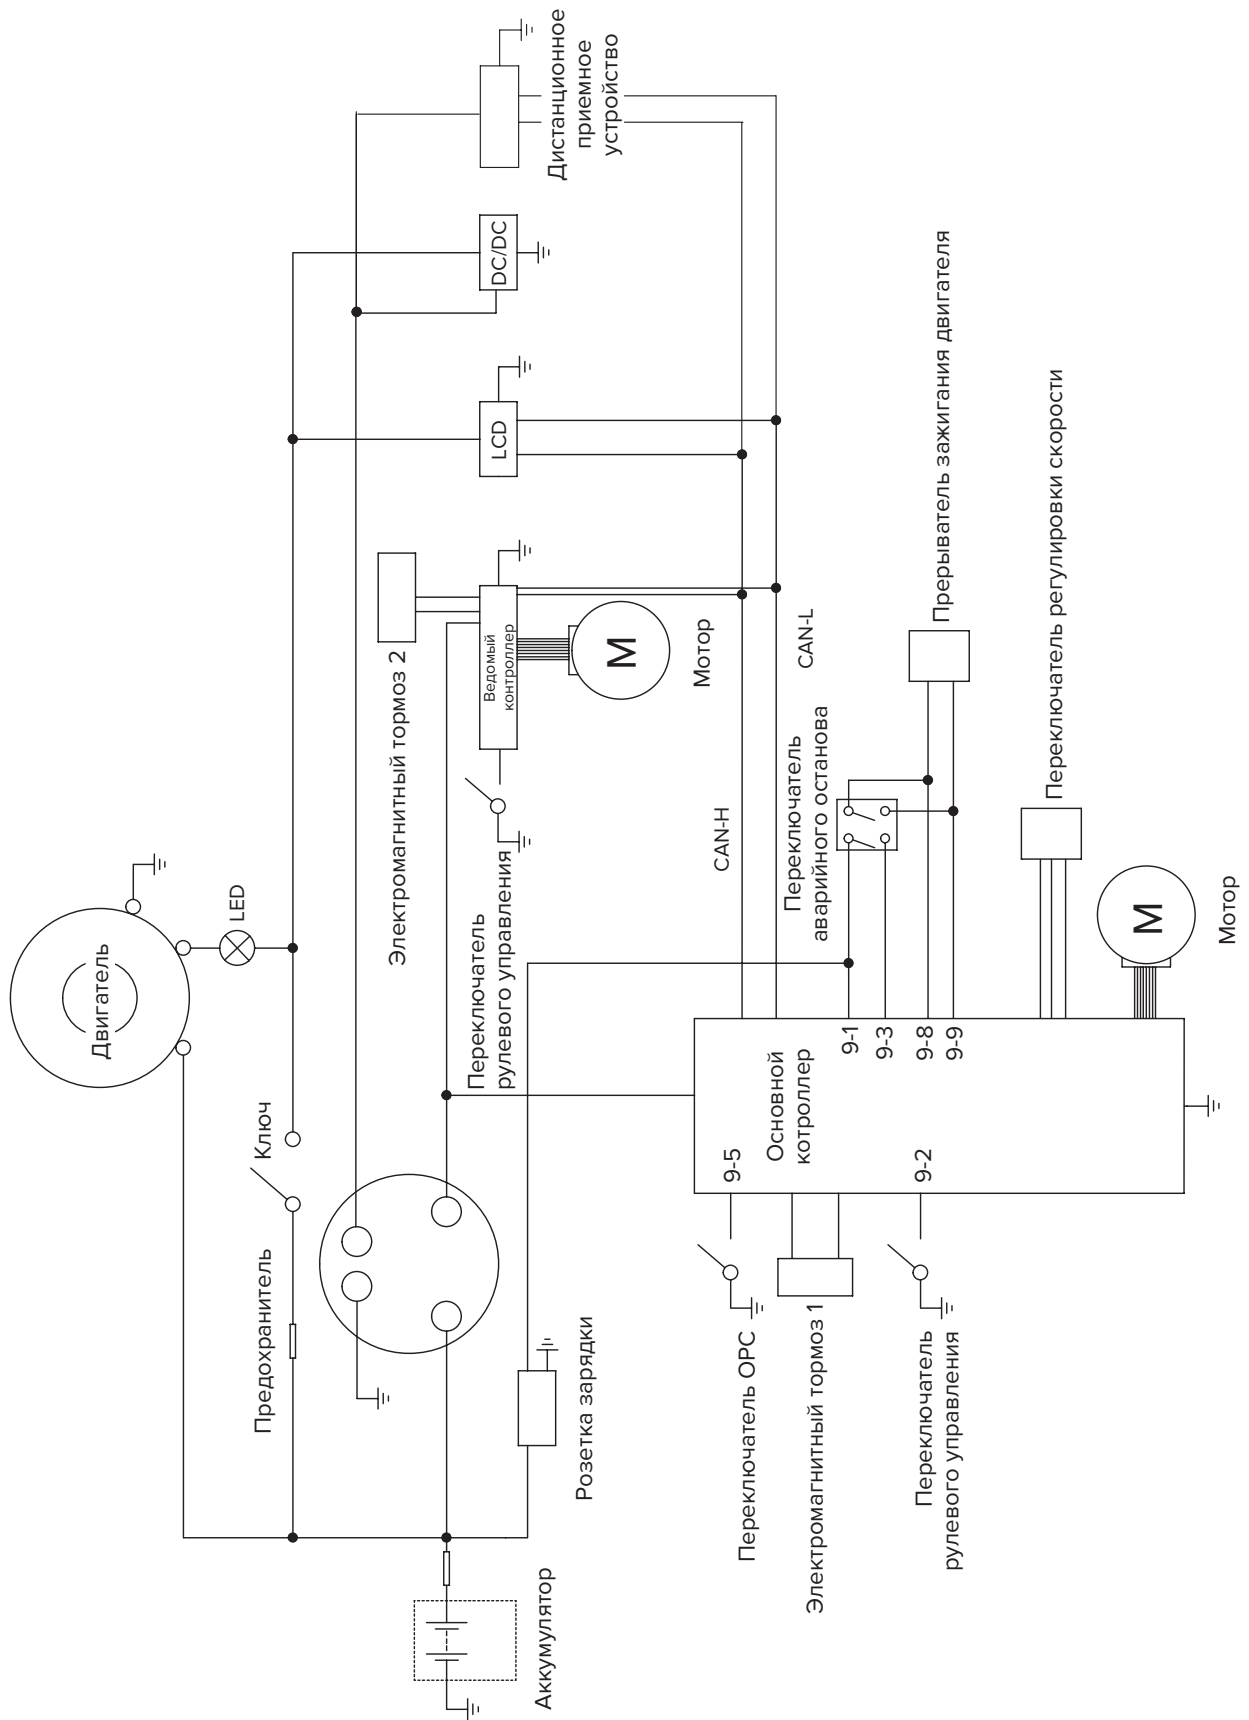 Двигатель
LED
Ключ
Предохранитель
Дистанционное
приемное
устройство
DC/DC
LCD
Электромагнитный тормоз 2
Ведомый
контроллер
M
Мотор
Переключатель
рулевого управления
CAN-H
CAN-L
Переключатель
аварийного останова
Прерыватель зажигания двигателя
Переключатель регулировки скорости
M
Мотор
9-1
9-3
9-8
9-9
Основной
котроллер
9-5
9-2
Розетка зарядки
Аккумулятор
Переключатель OPC
Электромагнитный тормоз 1
Переключатель
рулевого управления